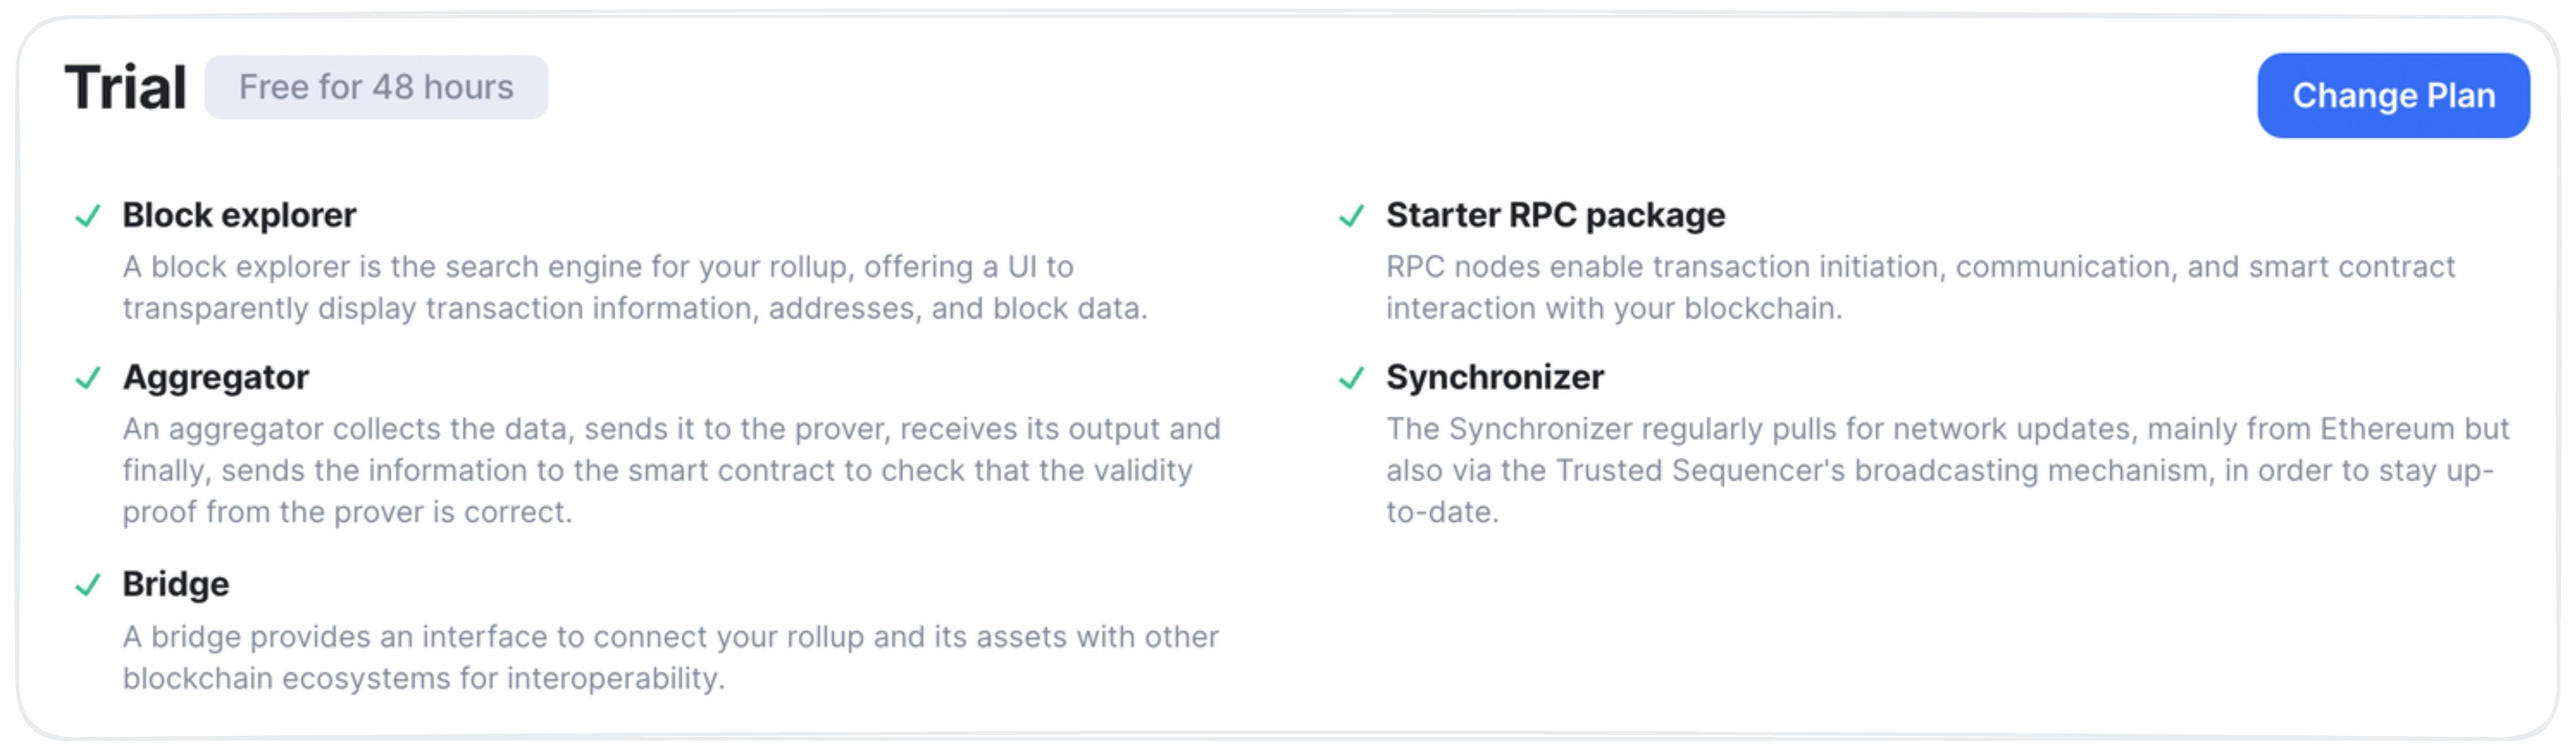 Trial
Free for 48 hours
Change Plan
Block explorer
A block explorer is the search engine for your rollup, offering a UI to
transparently display transaction information, addresses, and block data.
Starter RPC package
RPC nodes enable transaction initiation, communication, and smart contract
interaction with your blockchain.
Aggregator
An aggregator collects the data, sends it to the prover, receives its output and
finally, sends the information to the smart contract to check that the validity
proof from the prover is correct.
Synchronizer
The Synchronizer regularly pulls for network updates, mainly from Ethereum but
also via the Trusted Sequencer's broadcasting mechanism, in order to stay up-
to-date.
Bridge
A bridge provides an interface to connect your rollup and its assets with other
blockchain ecosystems for interoperability.